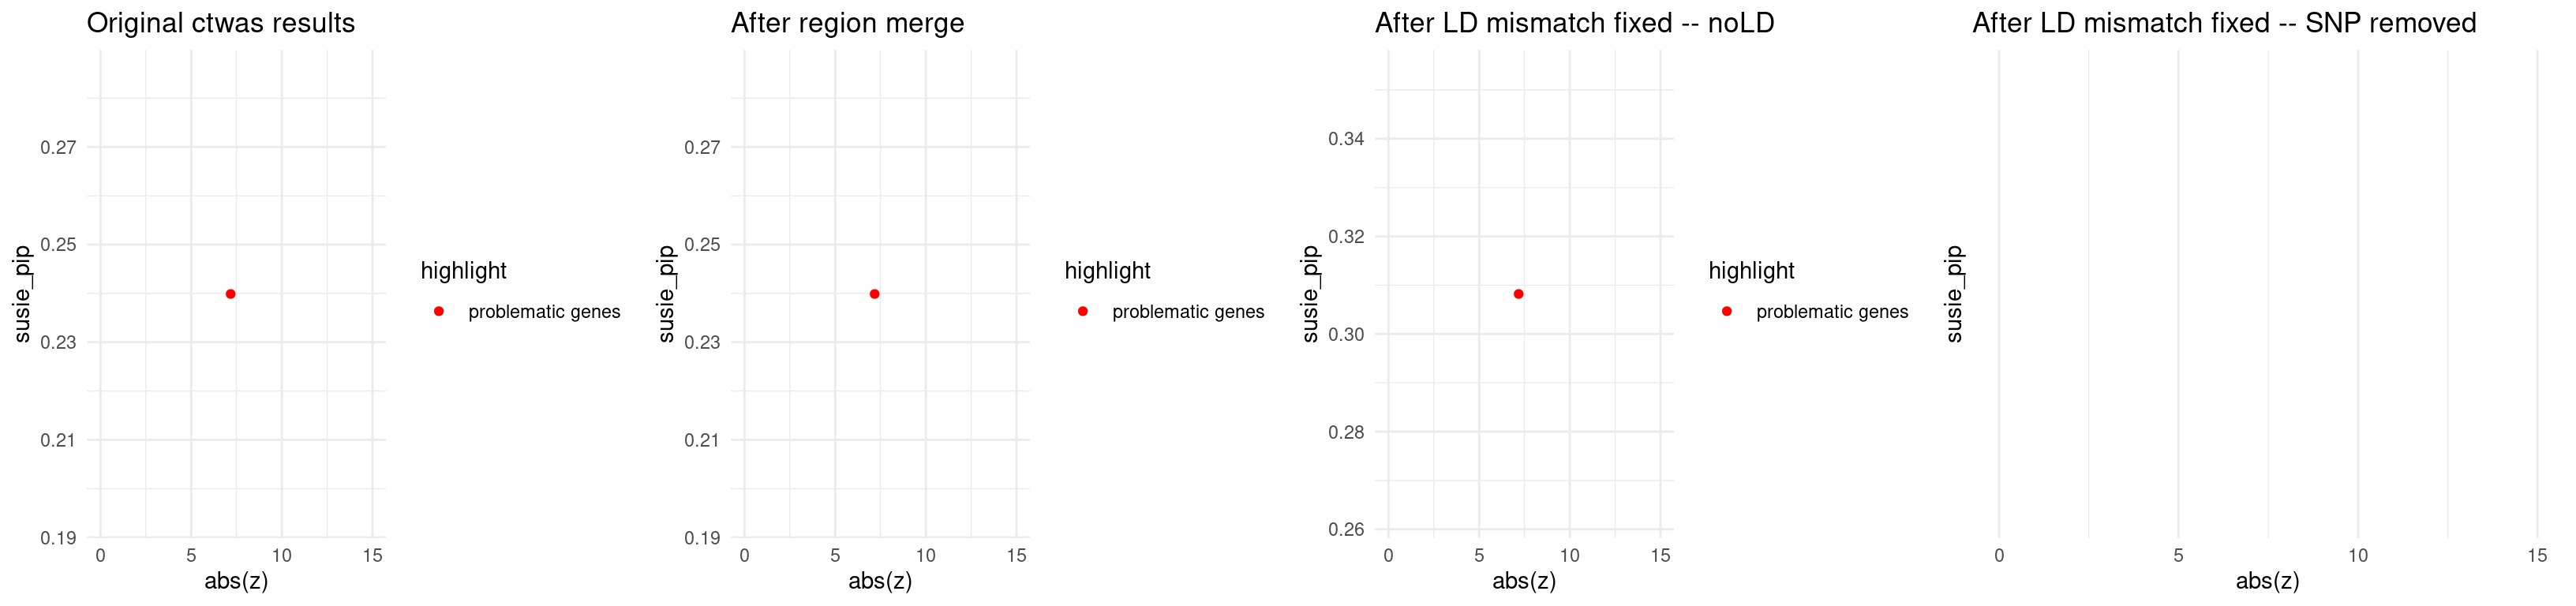 Original ctwas results
susie_pip
0.27
0.25
0.23
0.21
0.19
0 5 10 15
abs(z)
highlight
problematic genes
After region merge
susie_pip
0.27
0.25
0.23
0.21
0.19
0 5 10 15
abs(z)
highlight
problematic genes
After LD mismatch fixed -- noLD
susie_pip
0.34
0.32
0.30
0.28
0.26
0 5 10 15
abs(z)
highlight
problematic genes
After LD mismatch fixed -- SNP removed
susie_pip
0 5 10 15
abs(z)